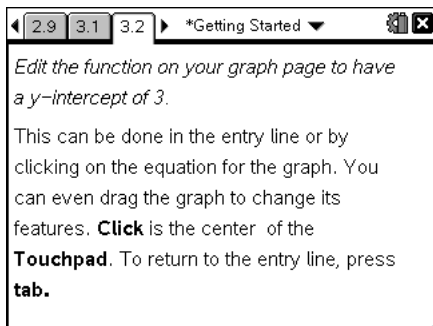 2.9 3.1 3.2 *Getting Started
Edit the function on your graph page to have
a y-intercept of 3.
This can be done in the entry line or by
clicking on the equation for the graph. You
can even drag the graph to change its
features. Click is the center of the
Touchpad. To return to the entry line, press
tab.